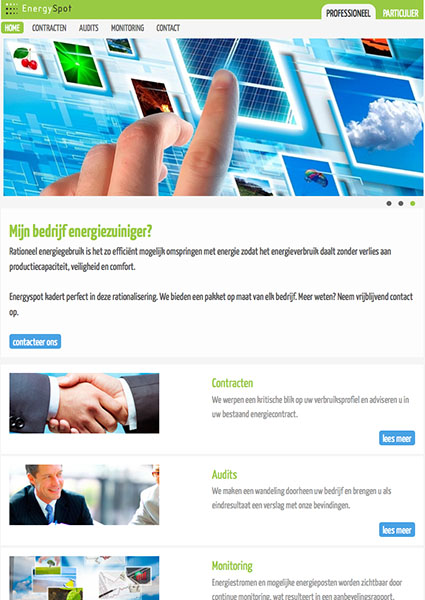 EnergySpot
PROFESSIONEEL PARTICULIER
HOME CONTRACTEN AUDITS MONITORING CONTACT
Mijn bedrijf energiezuiniger?
Rationeel energiegebruik is het zo efficiënt mogelijk omspringen met energie zodat het energieverbruik daalt zonder verlies aan
productiecapaciteit, veiligheid en comfort.
Energyspot kadert perfect in deze rationalisering. We bieden een pakket op maat van elk bedrijf. Meer weten? Neem vrijblijvend contact
op.
contacteer ons
Contracten
We werpen een kritische blik op uw verbruiksprofiel en adviseren u in
uw bestaand energiecontract.
lees meer
Audits
We maken een wandeling doorheen uw bedrijf en brengen u als
eindresultaat een verslag met onze bevindingen.
lees meer
Monitoring
Energiestromen en mogelijke energieposten worden zichtbaar door
continue monitoring, wat resulteert in een aanbevelingsrapport.